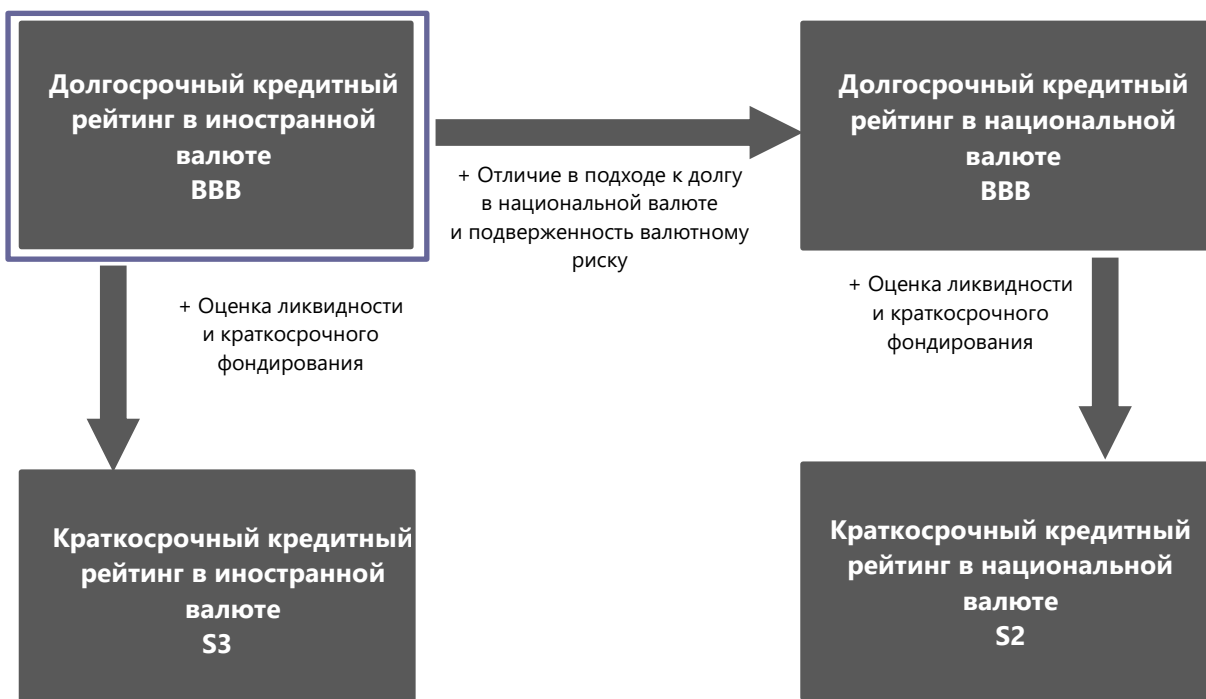 Долгосрочный кредитный
рейтинг в иностранной
валюте
BBB
+ Отличие в подходе к долгу
в национальной валюте
и подверженность валютному
риску
Долгосрочный кредитный
рейтинг в национальной
валюте
BBB
+ Оценка ликвидности
и краткосрочного
фондирования
+ Оценка ликвидности
и краткосрочного
фондирования
Краткосрочный кредитный
рейтинг в иностранной
валюте
S3
Краткосрочный кредитный
рейтинг в национальной
валюте
S2